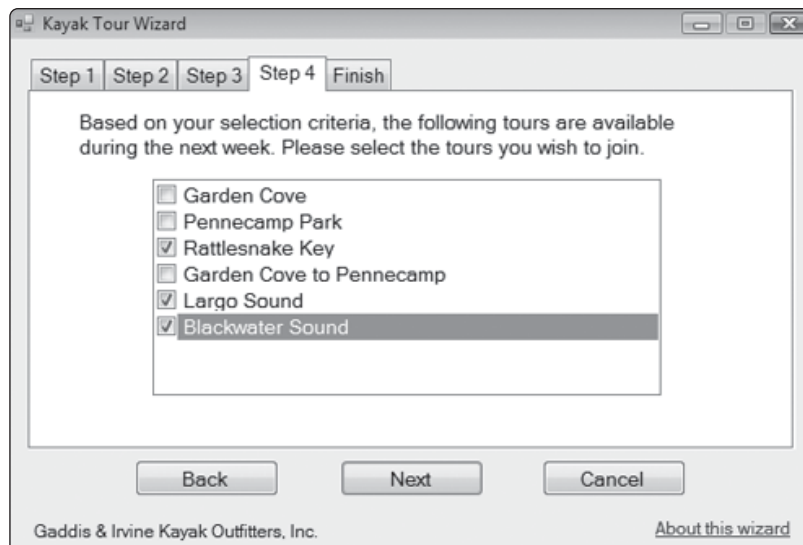 Kayak Tour Wizard
Step 1 Step 2 Step 3 Step 4 Finish
Based on your selection criteria, the following tours are available
during the next week. Please select the tours you wish to join.
Garden Cove
Pennecamp Park
Rattlesnake Key
Garden Cove to Pennecamp
Largo Sound
Blackwater Sound
Back Next Cancel
Gaddis & Irvine Kayak Outfitters, Inc. About this wizard